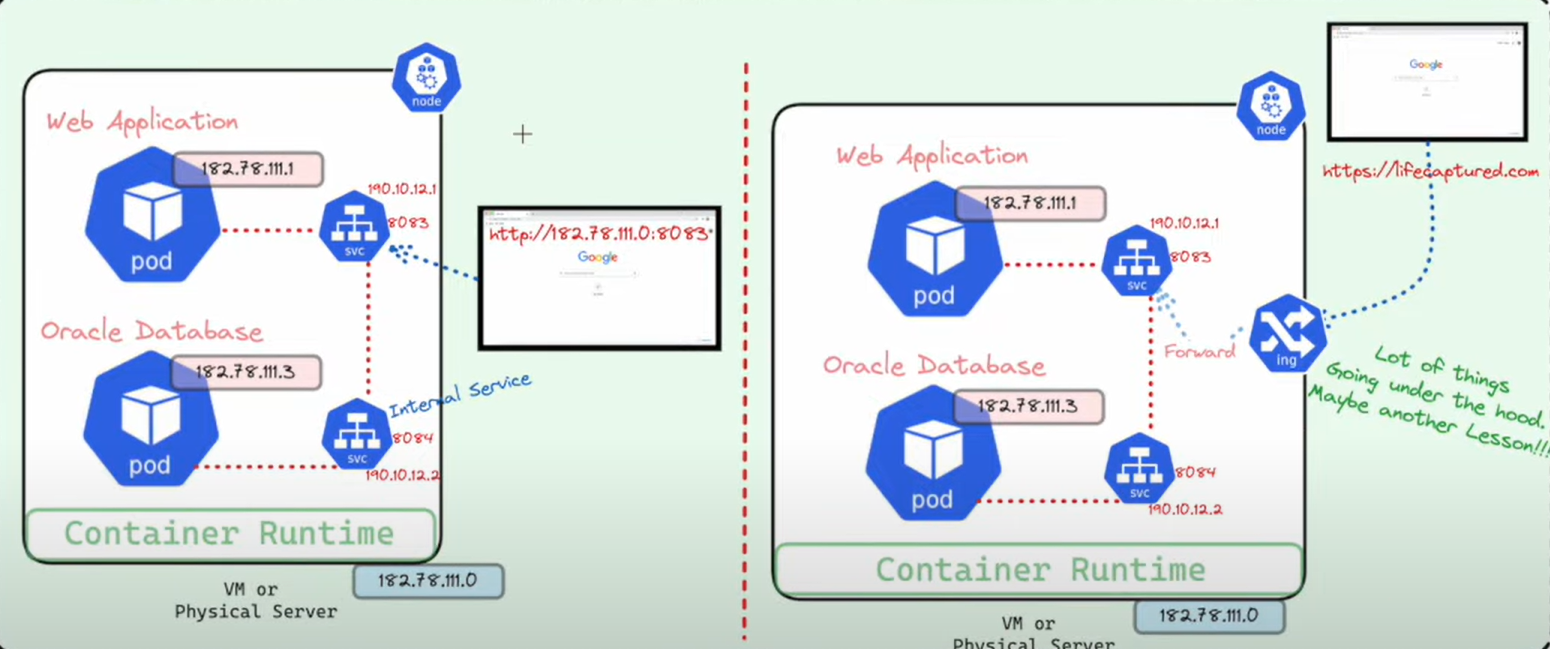 node
Web Application
182.78.111.1
190.10.12.1
8083
svc
pod
http://182.78.111.0:8083
Google
Oracle Database
182.78.111.3
Internal Service
8084
svc
190.10.12.2
pod
Container Runtime
182.78.111.0
VM or
Physical Server
Google
node
https://lifecaptured.com
Web Application
182.78.111.1
190.10.12.1
8083
svc
pod
Forward
ing
Lot of things
Going under the hood.
Maybe another Lesson!!!
Oracle Database
182.78.111.3
8084
svc
190.10.12.2
pod
Container Runtime
182.78.111.0
VM or
Physical Server